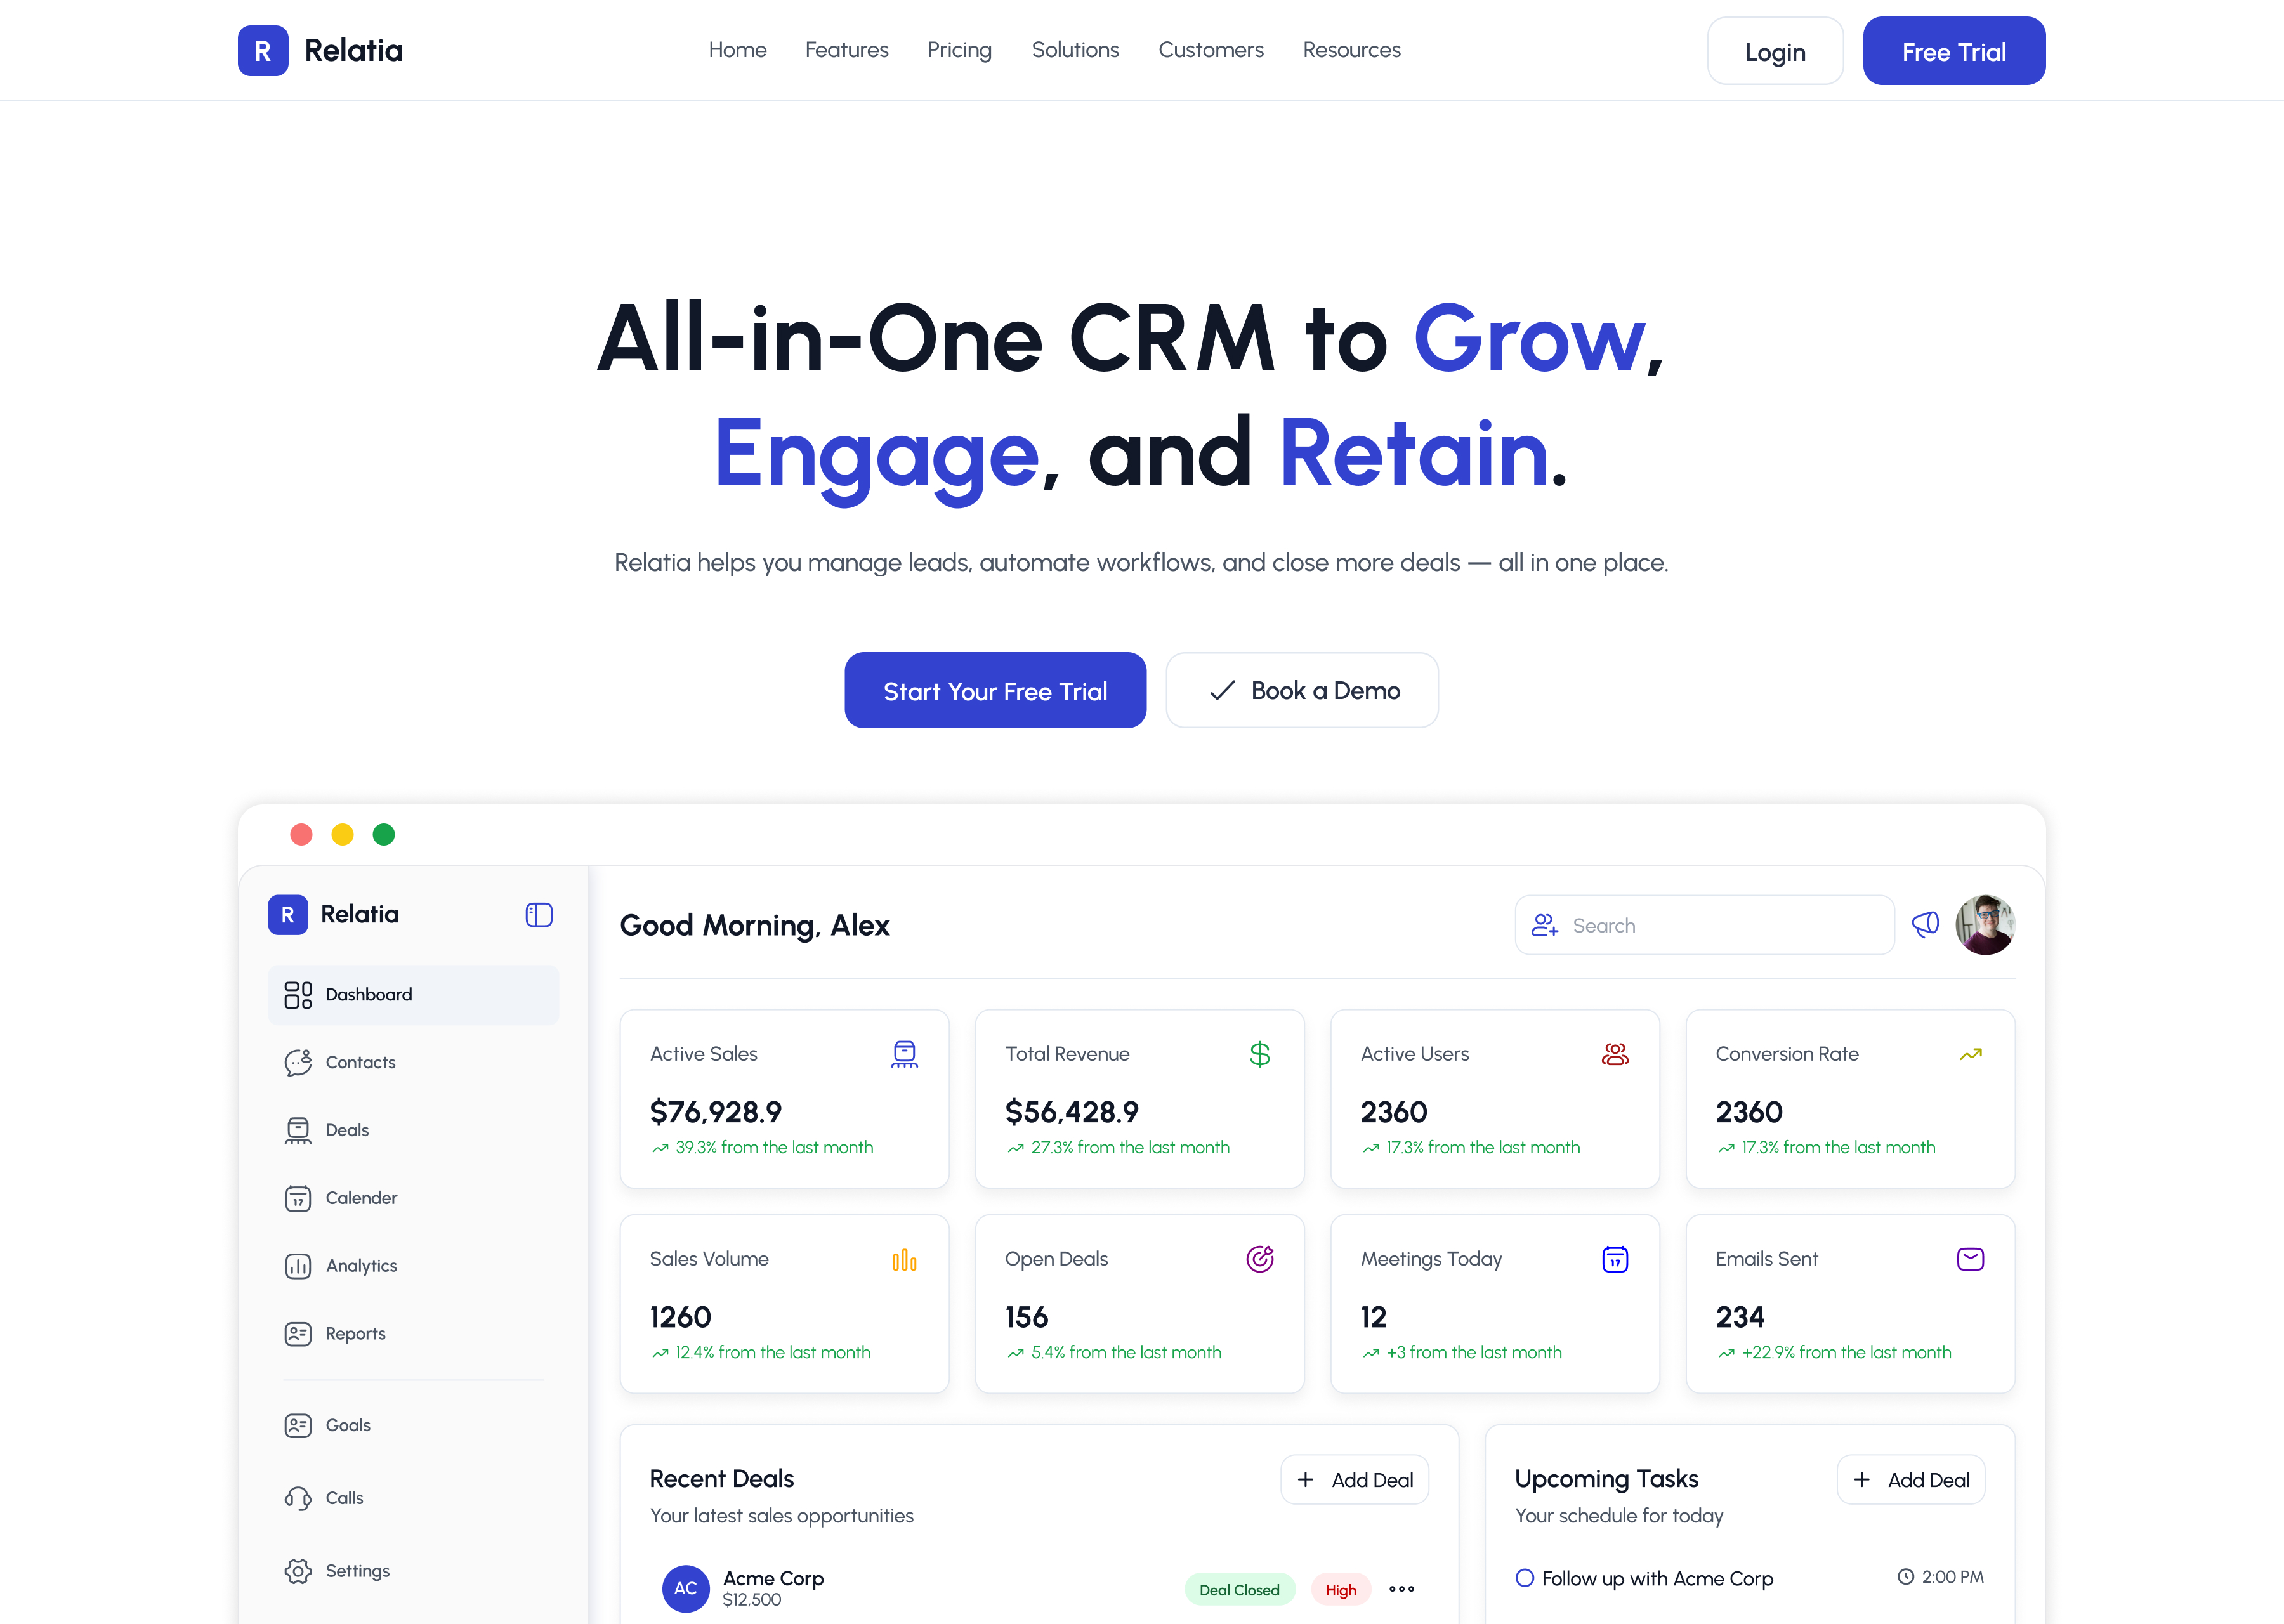 R Relatia
Home Features Pricing Solutions Customers Resources
Login Free Trial
All-in-One CRM to Grow,
Engage, and Retain.
Relatia helps you manage leads, automate workflows, and close more deals — all in one place.
Start Your Free Trial
Book a Demo
R Relatia
Dashboard
Contacts
Deals
17 Calender
Analytics
Reports
Goals
Calls
Settings
Good Morning, Alex
Search
Active Sales
$76,928.9
39.3% from the last month
Total Revenue
$56,428.9
27.3% from the last month
Active Users
2360
17.3% from the last month
Conversion Rate
2360
17.3% from the last month
Sales Volume
1260
12.4% from the last month
Open Deals
156
5.4% from the last month
Meetings Today
17
12
+3 from the last month
Emails Sent
234
+22.9% from the last month
Recent Deals
+ Add Deal
Your latest sales opportunities
AC
Acme Corp
$12,500
Deal Closed
High
Upcoming Tasks
+ Add Deal
Your schedule for today
Follow up with Acme Corp
2:00 PM